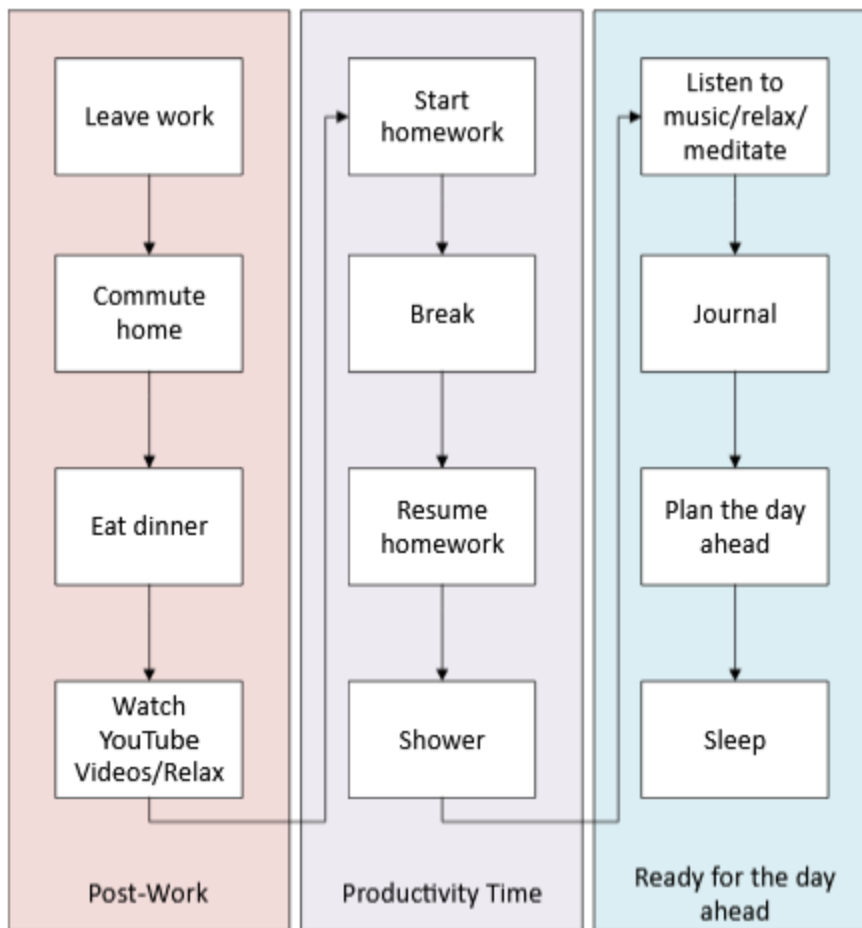 Leave work
Commute
home
Eat dinner
Watch
YouTube
Videos/Relax
Post-Work
Start
homework
Break
Resume
homework
Shower
Productivity Time
Listen to
music/relax/
meditate
Journal
Plan the day
ahead
Sleep
Ready for the day
ahead